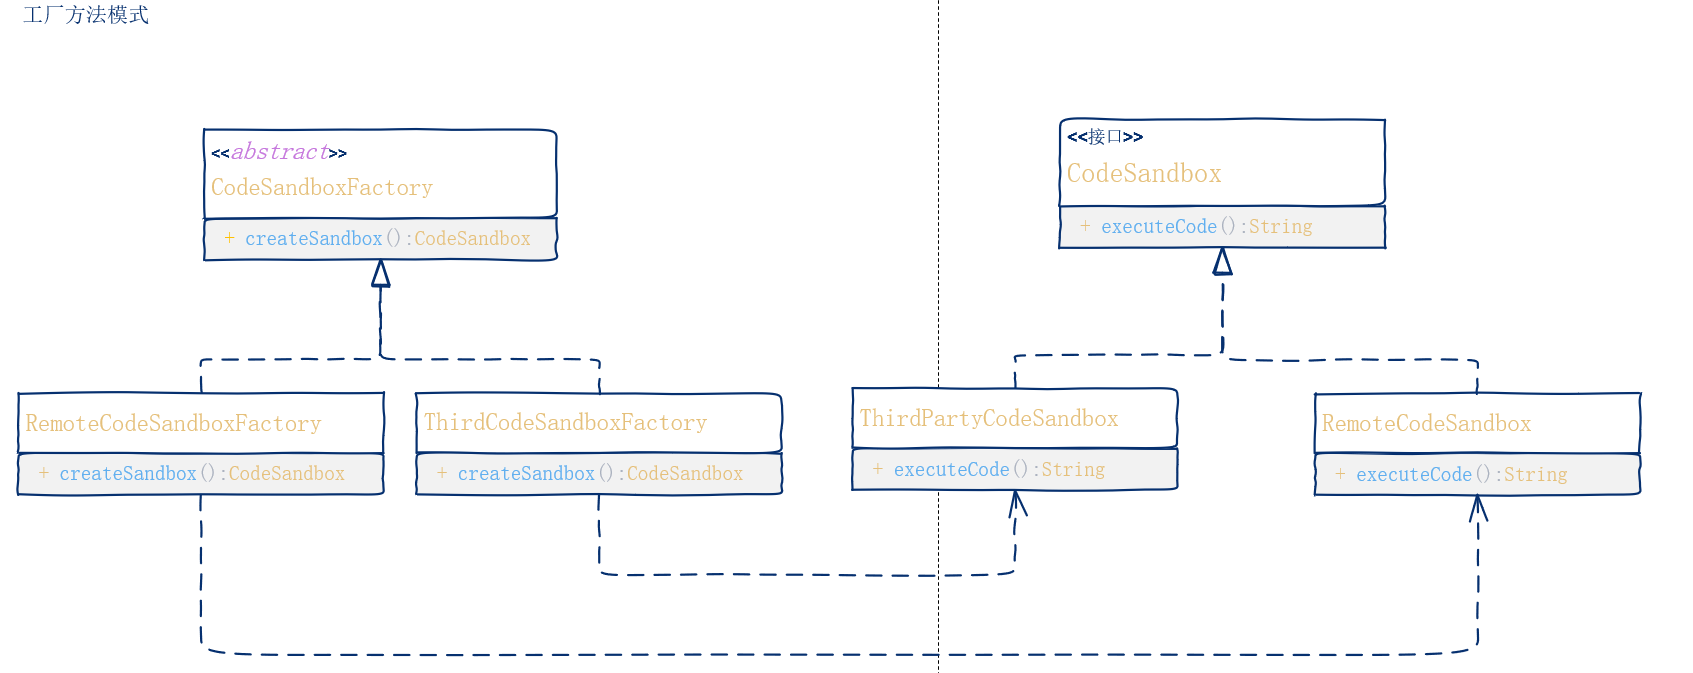 工厂方法模式
<<abstract>>
CodeSandboxFactory
+ createSandbox():CodeSandbox
<<接口>>
CodeSandbox
+ executeCode():String
RemoteCodeSandboxFactory
+ createSandbox():CodeSandbox
ThirdCodeSandboxFactory
+ createSandbox():CodeSandbox
ThirdPartyCodeSandbox
+ executeCode():String
RemoteCodeSandbox
+ executeCode():String